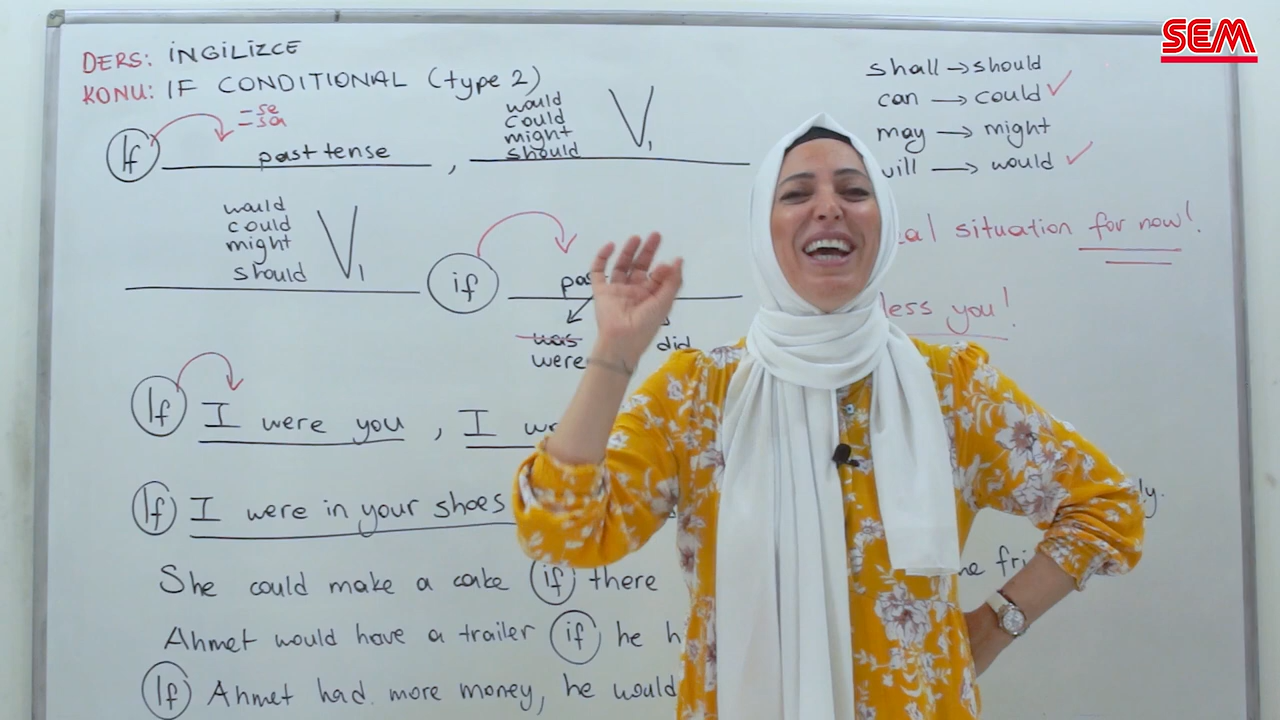 SEM
DERS: İNGİLİZCE
KONU: IF CONDITIONAL (type 2)
-se
-sa
If past tense , would could might should V1
would could might should V1 if
was
were did
If I were you , I
If I were in your shoes
She could make a cake if there
Ahmet would have a trailer if he
If Ahmet had more money, he would
shall → should
can → could ✓
may → might
will → would ✓
situation for now!
you!